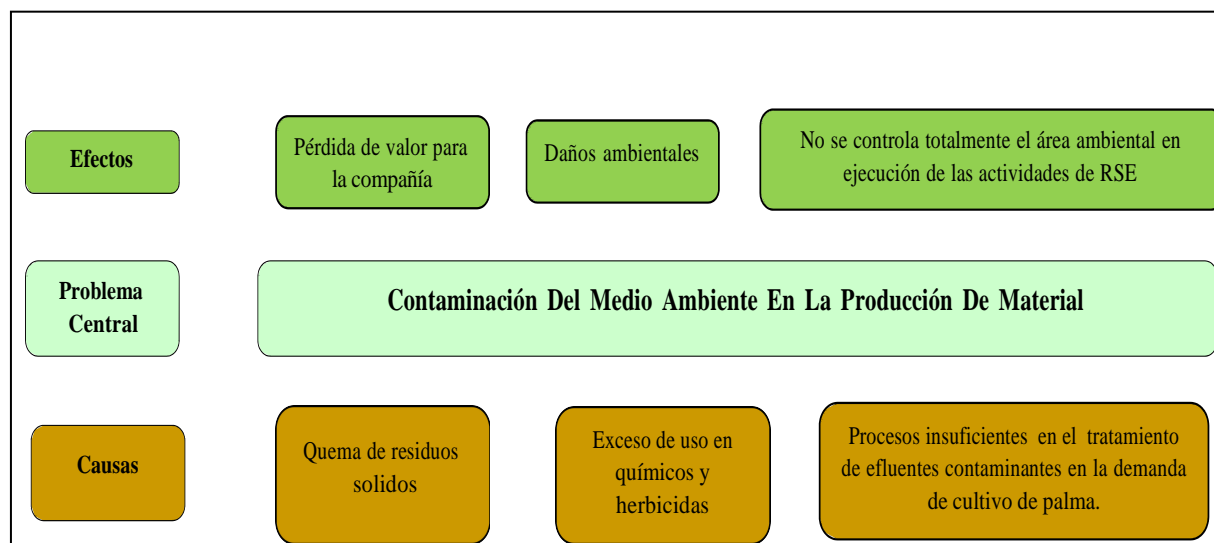 Efectos
Pérdida de valor para
la compañía
Daños ambientales
No se controla totalmente el área ambiental en
ejecución de las actividades de RSE
Problema
Central
Contaminación Del Medio Ambiente En La Producción De Material
Causas
Quema de residuos
solidos
Exceso de uso en
químicos y
herbicidas
Procesos insuficientes en el tratamiento
de efluentes contaminantes en la demanda
de cultivo de palma.